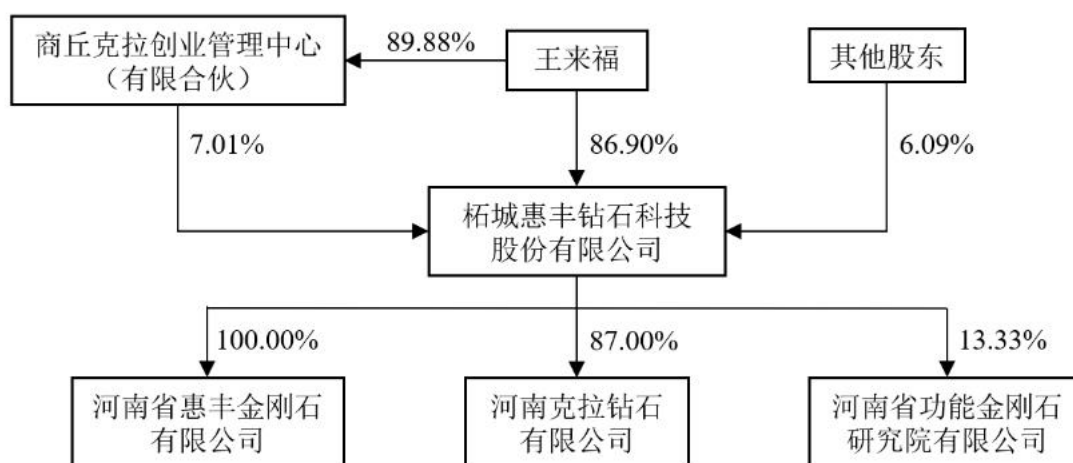 商丘克拉创业管理中心
（有限合伙）
89.88%
王来福
其他股东
7.01%
86.90%
6.09%
柘城惠丰钻石科技
股份有限公司
100.00%
87.00%
13.33%
河南省惠丰金刚石
有限公司
河南克拉钻石
有限公司
河南省功能金刚石
研究院有限公司